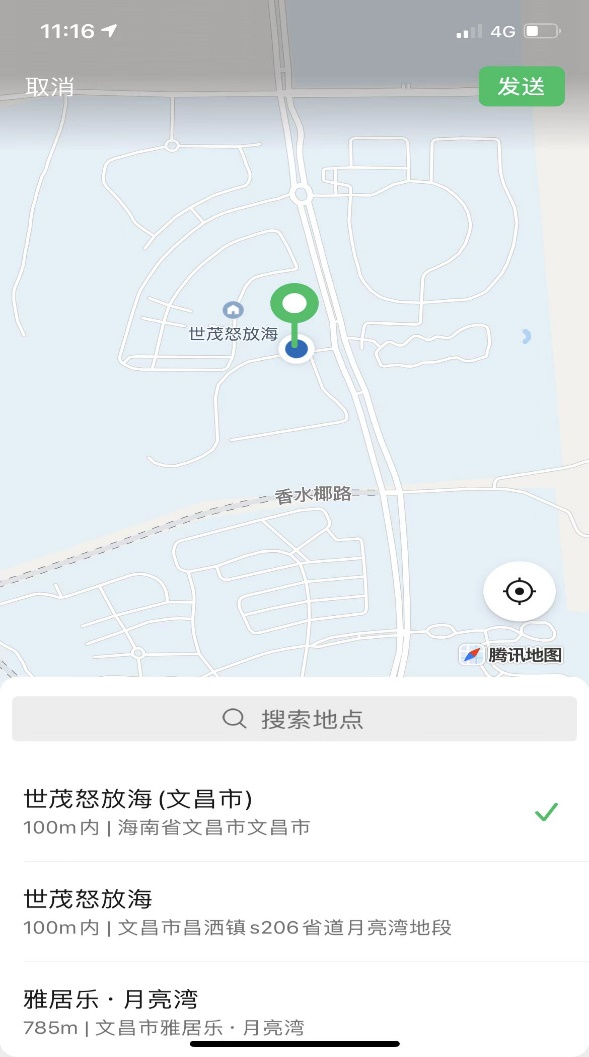 11:16
4G
取消
发送
世茂怒放海
香水椰路
腾讯地图
搜索地点
世茂怒放海(文昌市)
100m内 | 海南省文昌市文昌市
世茂怒放海
100m内 | 文昌市昌洒镇s206省道月亮湾地段
雅居乐·月亮湾
785m | 文昌市雅居乐·月亮湾